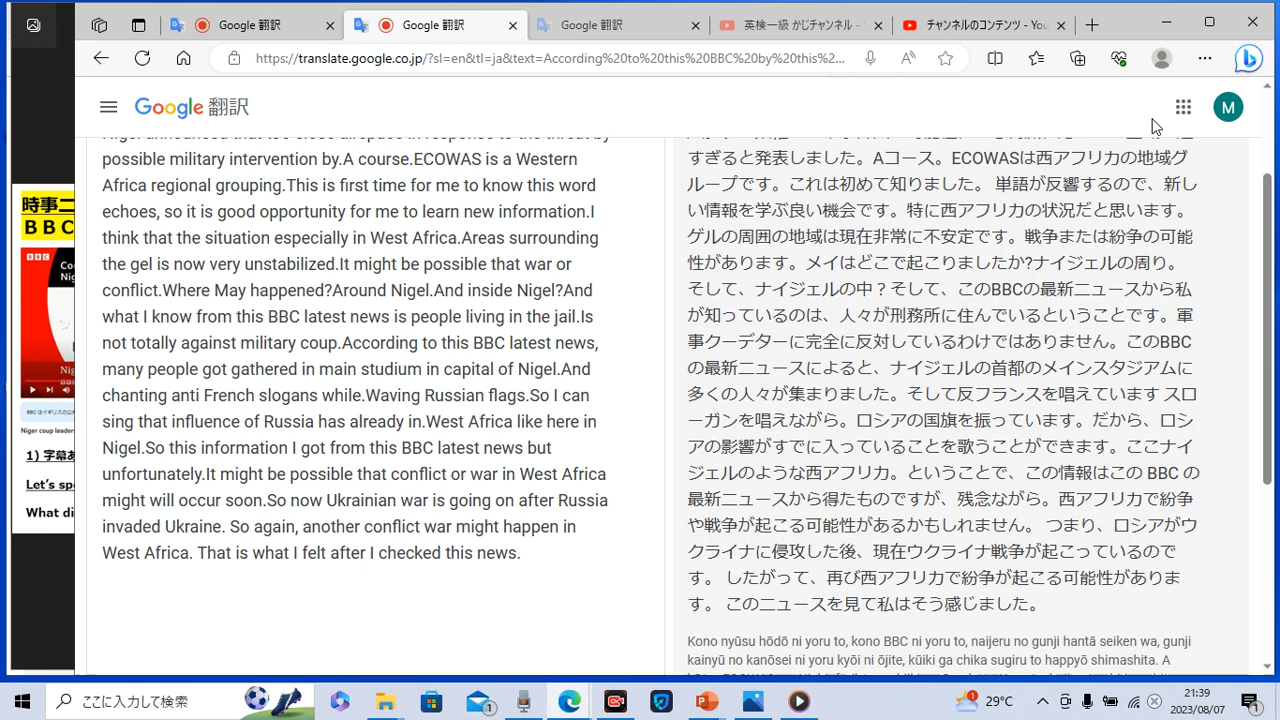 Google 翻訳
Google 翻訳
Google 翻訳
英検一級 かじチャンネル - Y
チャンネルのコンテンツ - You
https://translate.google.co.jp/?sl=en&tl=ja&text=According%20to%20this%20BBC%20by%20this%2...
Google 翻訳
M
Niger announced that too close airspace in response to the threat by
possible military intervention by.A course.ECOWAS is a Western
Africa regional grouping.This is first time for me to know this word
echoes, so it is good opportunity for me to learn new information.I
think that the situation especially in West Africa.Areas surrounding
the gel is now very unstabilized.It might be possible that war or
conflict.Where May happened?Around Nigel.And inside Nigel?And
what I know from this BBC latest news is people living in the jail.Is
not totally against military coup.According to this BBC latest news,
many people got gathered in main studium in capital of Nigel.And
chanting anti French slogans while.Waving Russian flags.So I can
sing that influence of Russia has already in.West Africa like here in
Nigel.So this information I got from this BBC latest news but
unfortunately.It might be possible that conflict or war in West Africa
might will occur soon.So now Ukrainian war is going on after Russia
invaded Ukraine. So again, another conflict war might happen in
West Africa. That is what I felt after I checked this news.
すぎると発表しました。Aコース。ECOWASは西アフリカの地域グ
ループです。これは初めて知りました。 単語が反響するので、新し
い情報を学ぶ良い機会です。特に西アフリカの状況だと思います。
ゲルの周囲の地域は現在非常に不安定です。戦争または紛争の可能
性があります。メイはどこで起こりましたか?ナイジェルの周り。
そして、ナイジェルの中？そして、このBBCの最新ニュースから私
が知っているのは、人々が刑務所に住んでいるということです。軍
事クーデターに完全に反対しているわけではありません。このBBC
の最新ニュースによると、ナイジェルの首都のメインスタジアムに
多くの人々が集まりました。そして反フランスを唱えています スロ
ーガンを唱えながら。ロシアの国旗を振っています。だから、ロシ
アの影響がすでに入っていることを歌うことができます。ここナイ
ジェルのような西アフリカ。ということで、この情報はこの BBC の
最新ニュースから得たものですが、残念ながら。西アフリカで紛争
や戦争が起こる可能性があるかもしれません。 つまり、ロシアがウ
クライナに侵攻した後、現在ウクライナ戦争が起こっているので
す。 したがって、再び西アフリカで紛争が起こる可能性がありま
す。 このニュースを見て私はそう感じました。
Kono nyūsu hōdō ni yoru to, kono BBC ni yoru to, naijeru no gunji hantā seiken wa, gunji
kainyū no kanōsei ni yoru kyōi ni ōjite, kūiki ga chika sugiru to happyō shimashita. A
時事二
ＢＢＣ
BBC
Co
Nig
BBC はイギリスの公
Niger coup leader
1) 字幕あ
Let's sp
What di
ここに入力して検索
1
1
29°C
21:39
2023/08/07
1